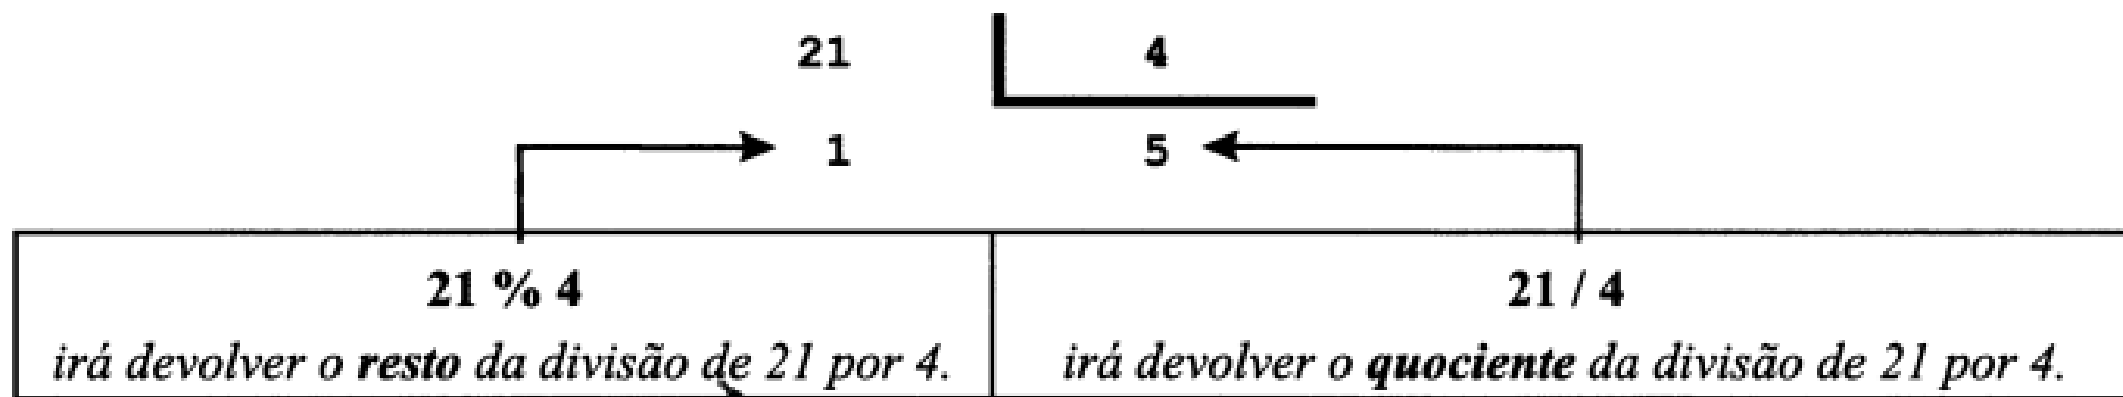 21 4
1 5
21 % 4
irá devolver o resto da divisão de 21 por 4.
21 / 4
irá devolver o quociente da divisão de 21 por 4.